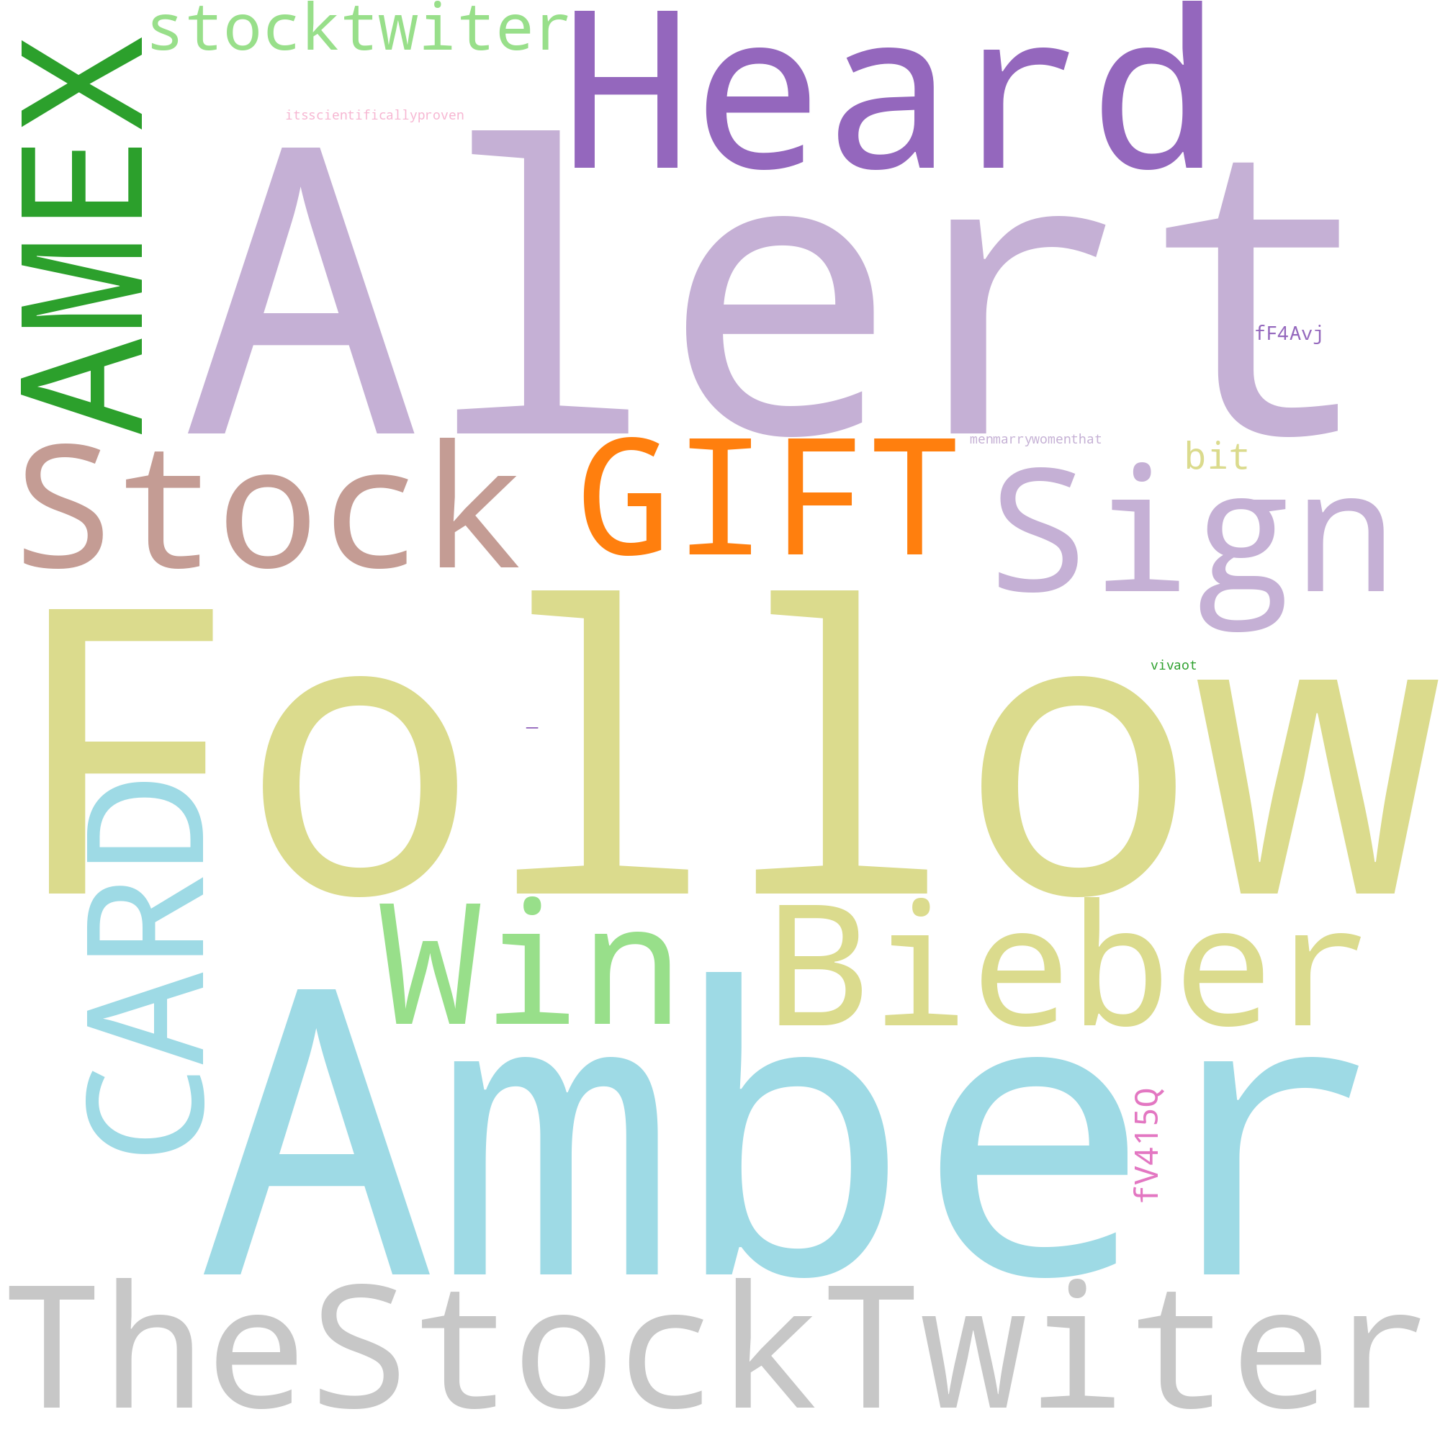 stocktwiter
Heard
AMEX
itsscientificallyproven
Alert
fF4Avj
Stock
GIFT
menmarrywomenthat
bit
Sign
Follow
vivaot
—
CARD
Win
Bieber
Amber
fV415Q
TheStockTwiter